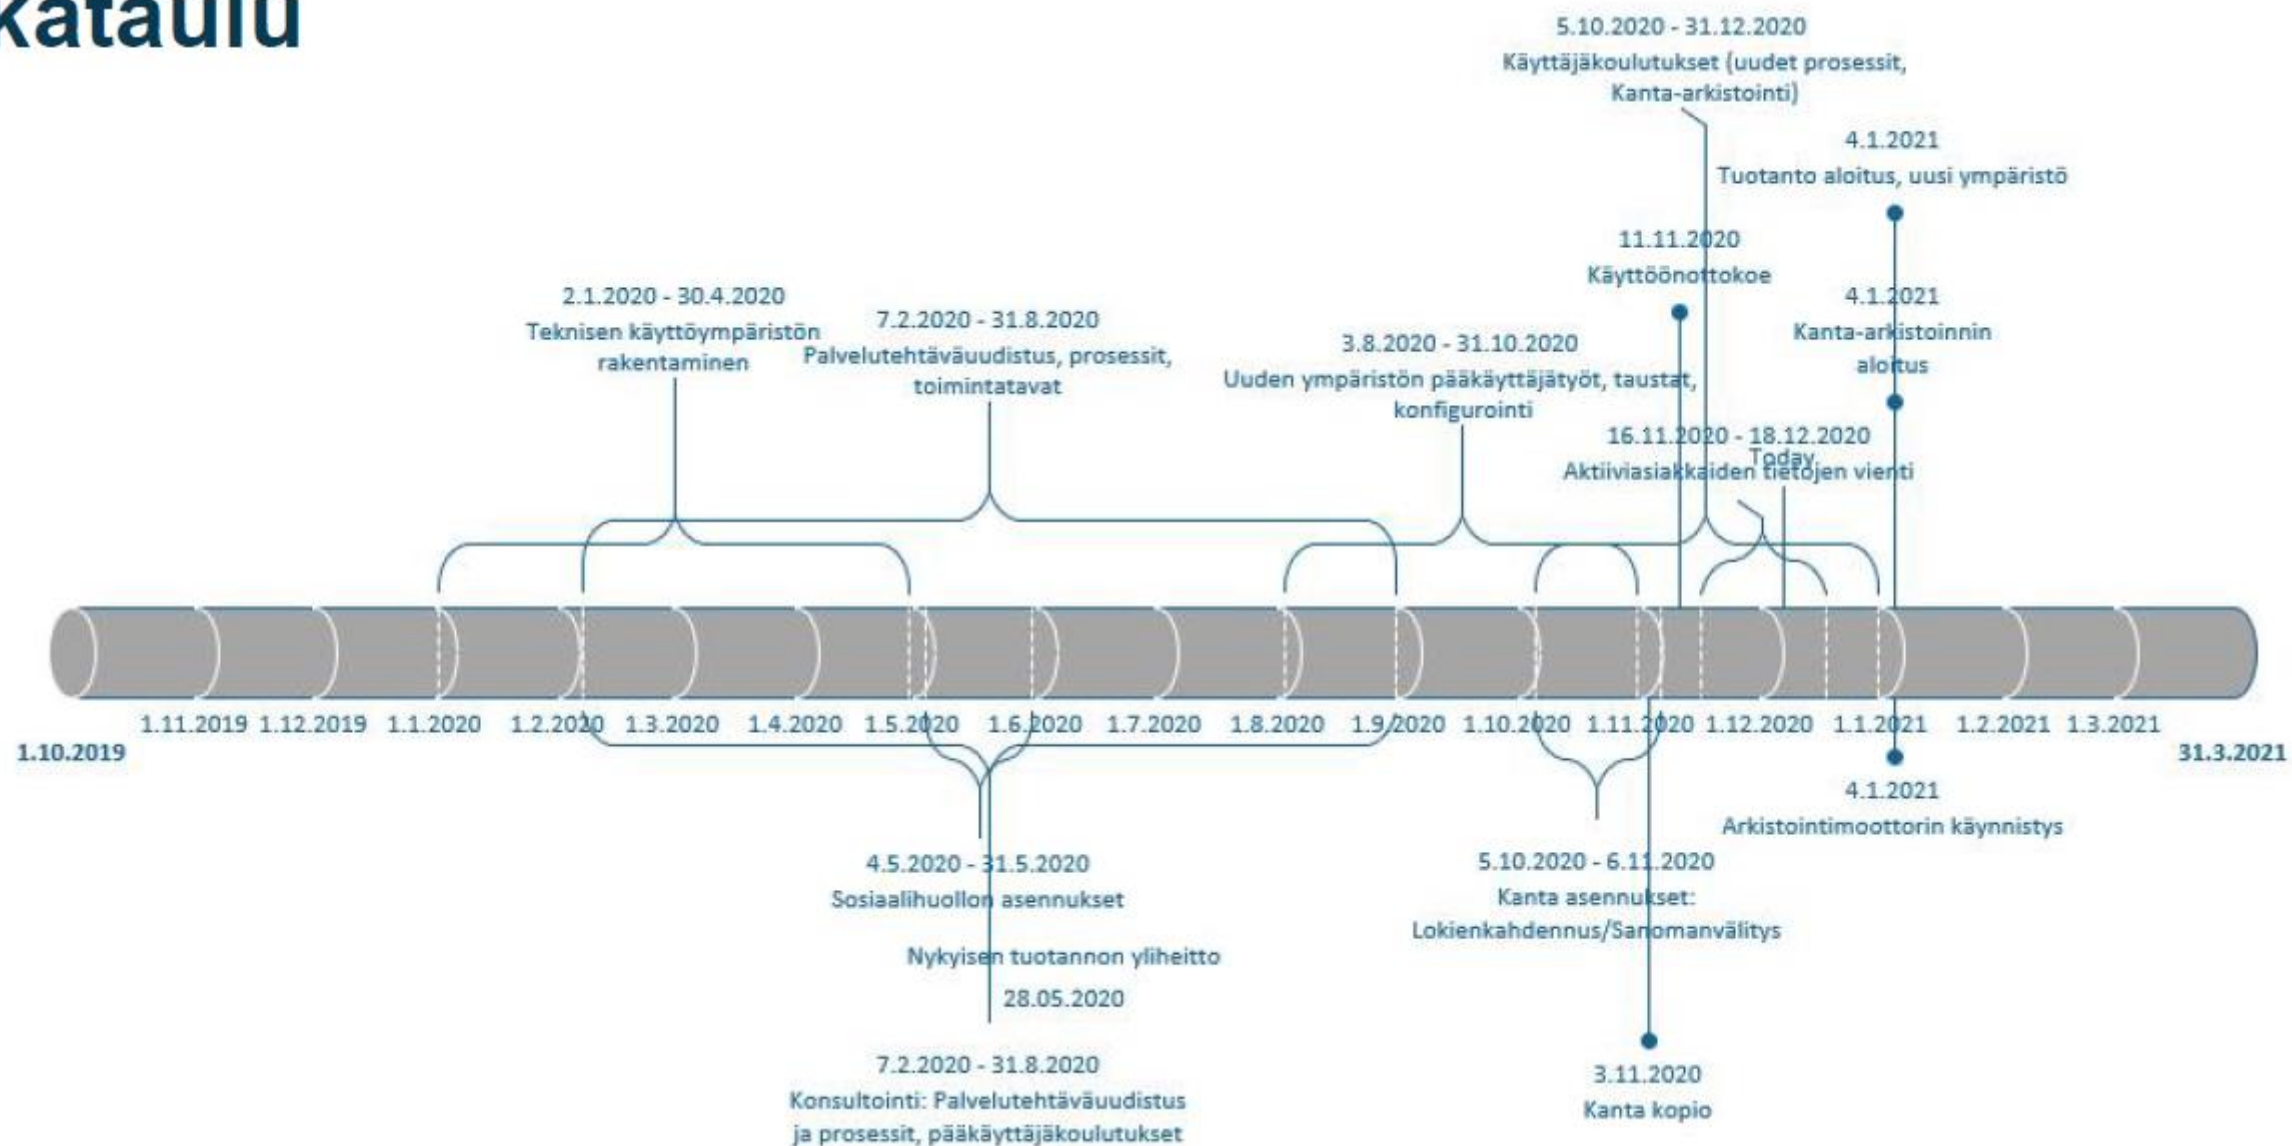 kataulu
5.10.2020 - 31.12.2020
Käyttäjäkoulutukset (uudet prosessit,
Kanta-arkistointi)
4.1.2021
Tuotanto aloitus, uusi ympäristö
11.11.2020
Käyttöönottokoe
2.1.2020 - 30.4.2020
Teknisen käyttöympäristön
rakentaminen
7.2.2020 - 31.8.2020
Palvelutehtäväuudistus, prosessit,
toimintatavat
3.8.2020 - 31.10.2020
Uuden ympäristön pääkäyttäjätyöt, taustat,
konfigurointi
4.1.2021
Kanta-arkistoinnin
aloitus
16.11.2020 - 18.12.2020
Aktiiviasiakkaiden tietojen vienti
Today
1.10.2019
1.11.2019 1.12.2019 1.1.2020 1.2.2020 1.3.2020 1.4.2020 1.5.2020 1.6.2020 1.7.2020 1.8.2020 1.9.2020 1.10.2020 1.11.2020 1.12.2020 1.1.2021 1.2.2021 1.3.2021
31.3.2021
4.5.2020 - 31.5.2020
Sosiaalihuollon asennukset
Nykyisen tuotannon yliheitto
28.05.2020
7.2.2020 - 31.8.2020
Konsultointi: Palvelutehtäväuudistus
ja prosessit, pääkäyttäjäkoulutukset
5.10.2020 - 6.11.2020
Kanta asennukset:
Lokienkahdennus/Sanomanvälitys
3.11.2020
Kanta kopio
4.1.2021
Arkistointimoottorin käynnistys